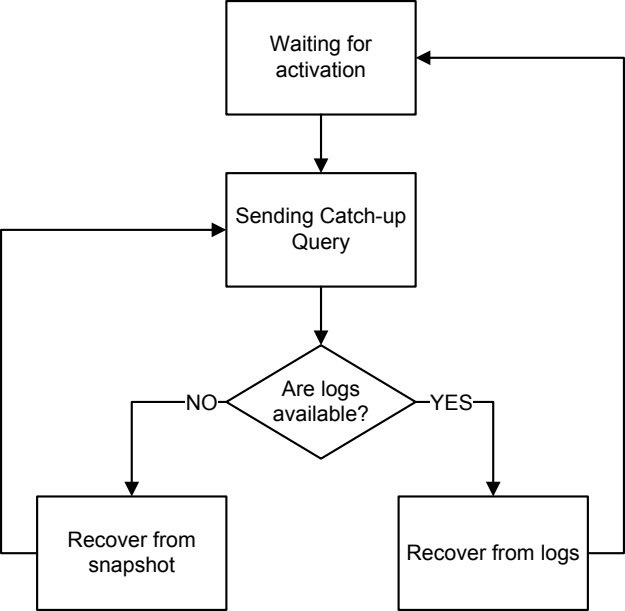 Waiting for
activation
Sending Catch-up
Query
Are logs
available?
NO
YES
Recover from
snapshot
Recover from logs